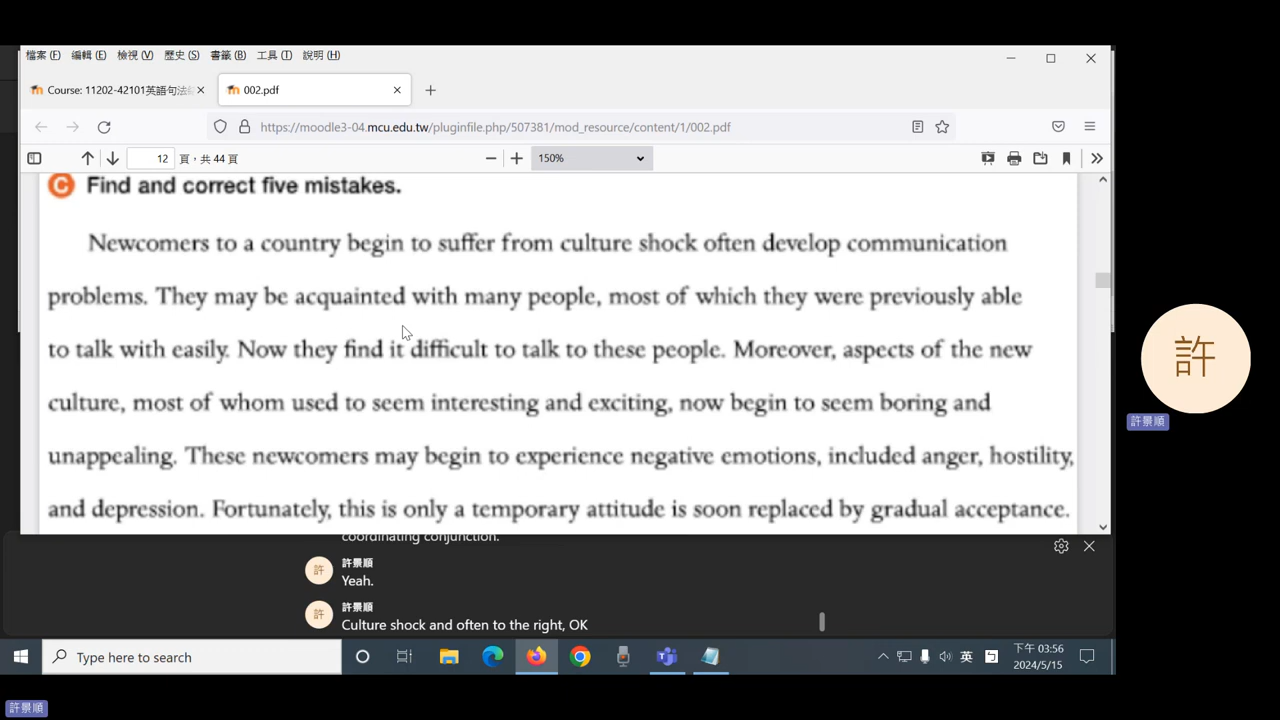 檔案(F) 編輯(E) 檢視(V) 歷史(S) 書籤(B) 工具(T) 說明(H)
Course: 11202-42101英語句法
002.pdf
https://moodle3-04.mcu.edu.tw/pluginfile.php/507381/mod_resource/content/1/002.pdf
12 頁，共 44 頁
150%
C Find and correct five mistakes.
Newcomers to a country begin to suffer from culture shock often develop communication
problems. They may be acquainted with many people, most of which they were previously able
to talk with easily. Now they find it difficult to talk to these people. Moreover, aspects of the new
culture, most of whom used to seem interesting and exciting, now begin to seem boring and
unappealing. These newcomers may begin to experience negative emotions, included anger, hostility,
and depression. Fortunately, this is only a temporary attitude is soon replaced by gradual acceptance.
許
許景順
coordinating conjunction.
許
許景順
Yeah.
許
許景順
Culture shock and often to the right, OK
Type here to search
英
下午 03:56
2024/5/15
許景順